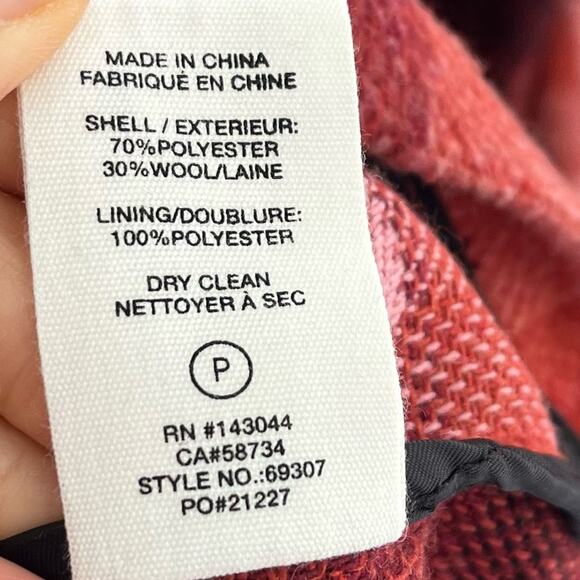 MADE IN CHINA
FABRIQUÉ EN CHINE
SHELL / EXTERIEUR:
70%POLYESTER
30%WOOL/LAINE
LINING/DOUBLURE:
100%POLYESTER
DRY CLEAN
NETTOYER À SEC
P
RN #143044
CA#58734
STYLE NO.:69307
PO#21227